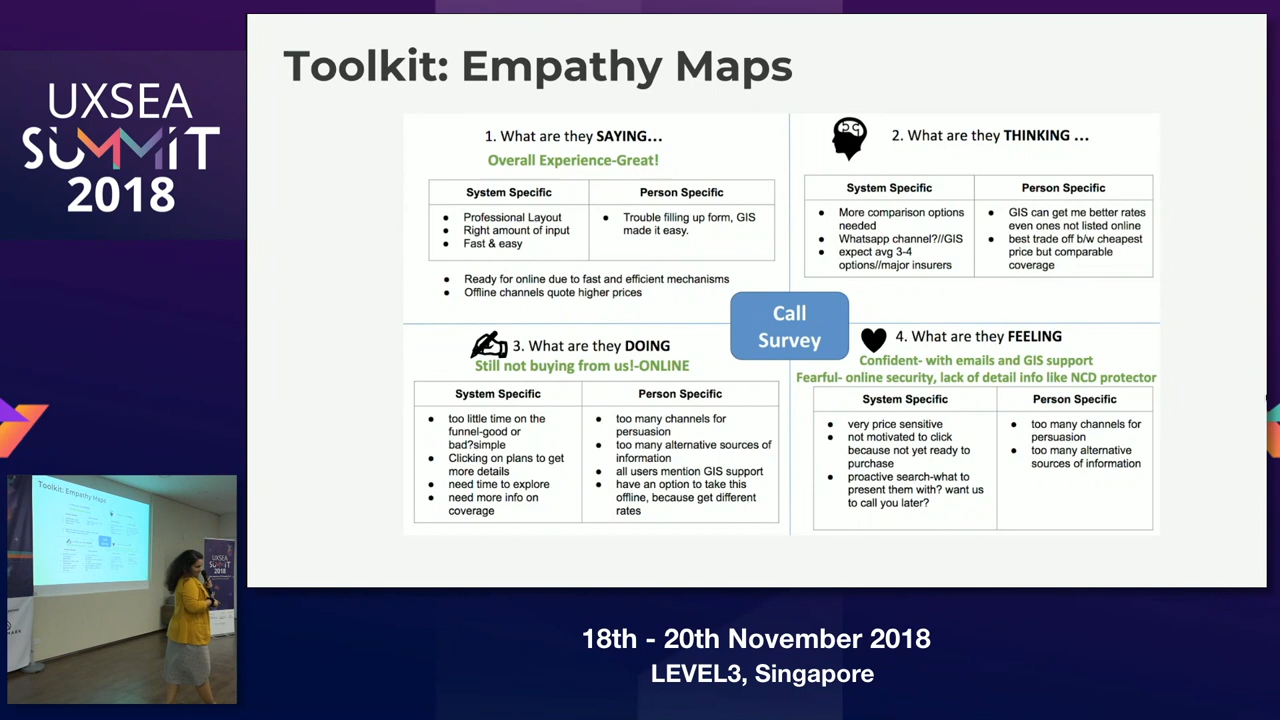 UXSEA
SUMMIT
2018
Toolkit: Empathy Maps
1. What are they SAYING...
Overall Experience-Great!
System Specific
Person Specific
● Professional Layout
● Right amount of input
● Fast & easy
● Trouble filling up form, GIS
made it easy.
● Ready for online due to fast and efficient mechanisms
● Offline channels quote higher prices
2. What are they THINKING ...
System Specific
Person Specific
● More comparison options
needed
● Whatsapp channel?//GIS
● expect avg 3-4
options//major insurers
● GIS can get me better rates
even ones not listed online
● best trade off b/w cheapest
price but comparable
coverage
Call
Survey
3. What are they DOING
Still not buying from us!-ONLINE
System Specific
Person Specific
● too little time on the
funnel-good or
bad?simple
● Clicking on plans to get
more details
● need time to explore
● need more info on
coverage
● too many channels for
persuasion
● too many alternative sources of
information
● all users mention GIS support
● have an option to take this
offline, because get different
rates
4. What are they FEELING
Confident- with emails and GIS support
Fearful- online security, lack of detail info like NCD protector
System Specific
Person Specific
● very price sensitive
● not motivated to click
because not yet ready to
purchase
● proactive search-what to
present them with? want us
to call you later?
● too many channels for
persuasion
● too many alternative
sources of information
Toolkit: Empathy Maps
UXSEA
SUMMIT
2018
18th - 20th November 2018
LEVEL3, Singapore